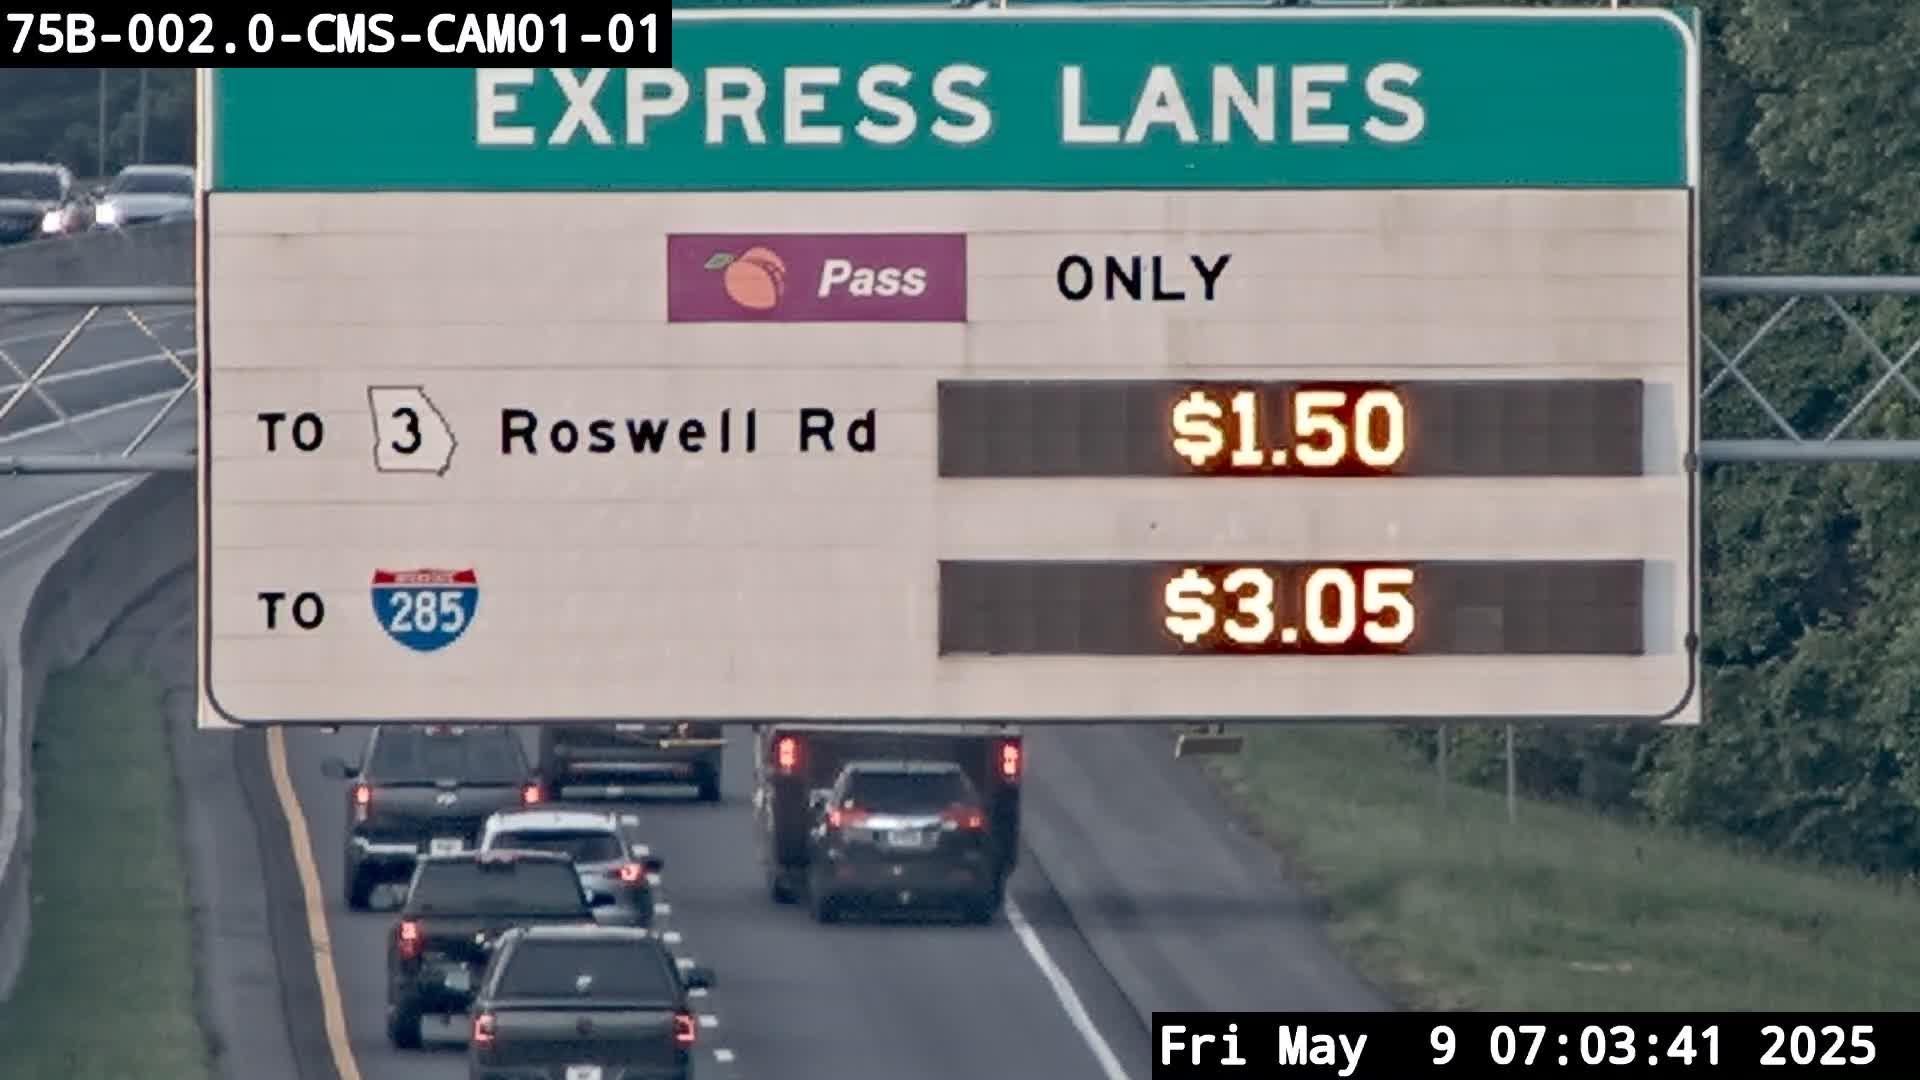 75B-002.0-CMS-CAM01-01
EXPRESS LANES
Pass ONLY
TO 3 Roswell Rd $1.50
TO 285 $3.05
Fri May 9 07:03:41 2025